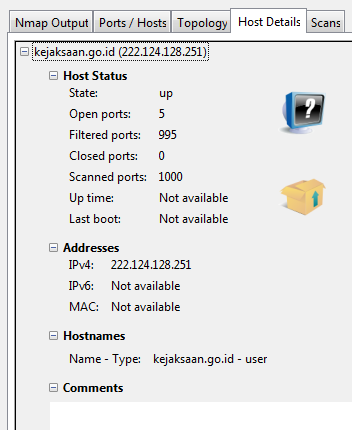 Nmap Output Ports / Hosts Topology Host Details Scans
kejaksaan.go.id (222.124.128.251)
Host Status
State: up
Open ports: 5
Filtered ports: 995
Closed ports: 0
Scanned ports: 1000
Up time: Not available
Last boot: Not available
Addresses
IPv4: 222.124.128.251
IPv6: Not available
MAC: Not available
Hostnames
Name - Type: kejaksaan.go.id - user
Comments